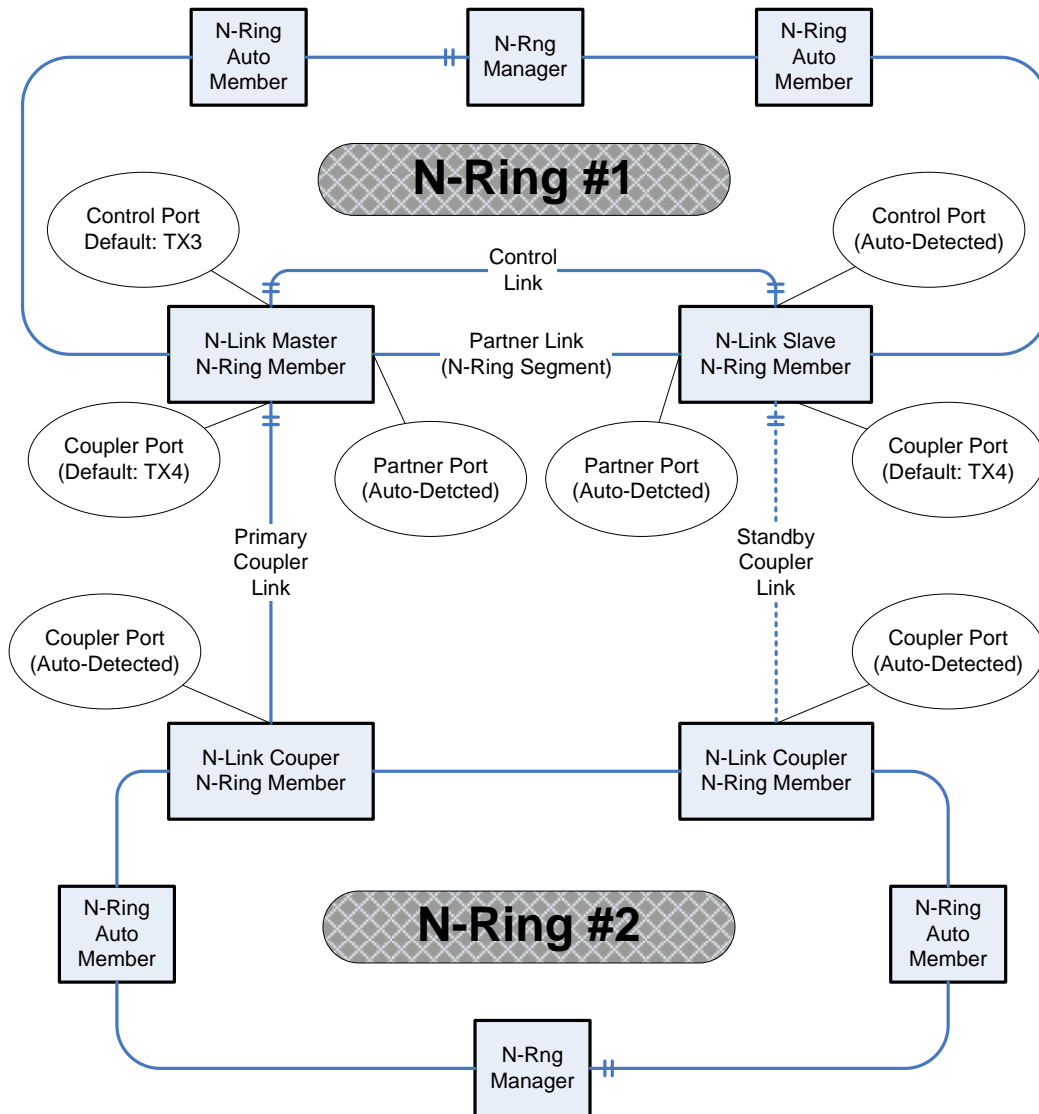 N-Ring
Auto
Member
N-Rng
Manager
N-Ring
Auto
Member
N-Ring #1
Control Port
Default: TX3
Control
Link
Control Port
(Auto-Detected)
N-Link Master
N-Ring Member
Partner Link
(N-Ring Segment)
N-Link Slave
N-Ring Member
Coupler Port
(Default: TX4)
Partner Port
(Auto-Detcted)
Partner Port
(Auto-Detcted)
Coupler Port
(Default: TX4)
Primary
Coupler
Link
Standby
Coupler
Link
Coupler Port
(Auto-Detected)
Coupler Port
(Auto-Detected)
N-Link Couper
N-Ring Member
N-Link Coupler
N-Ring Member
N-Ring
Auto
Member
N-Ring #2
N-Ring
Auto
Member
N-Rng
Manager